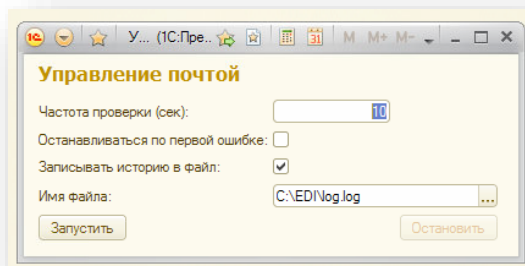 У... (1С:Пре.. M M+ M-
Управление почтой
Частота проверки (сек): 10
Останавливаться по первой ошибке:
Записывать историю в файл:
Имя файла: C:\EDI\log.log ...
Запустить Остановить